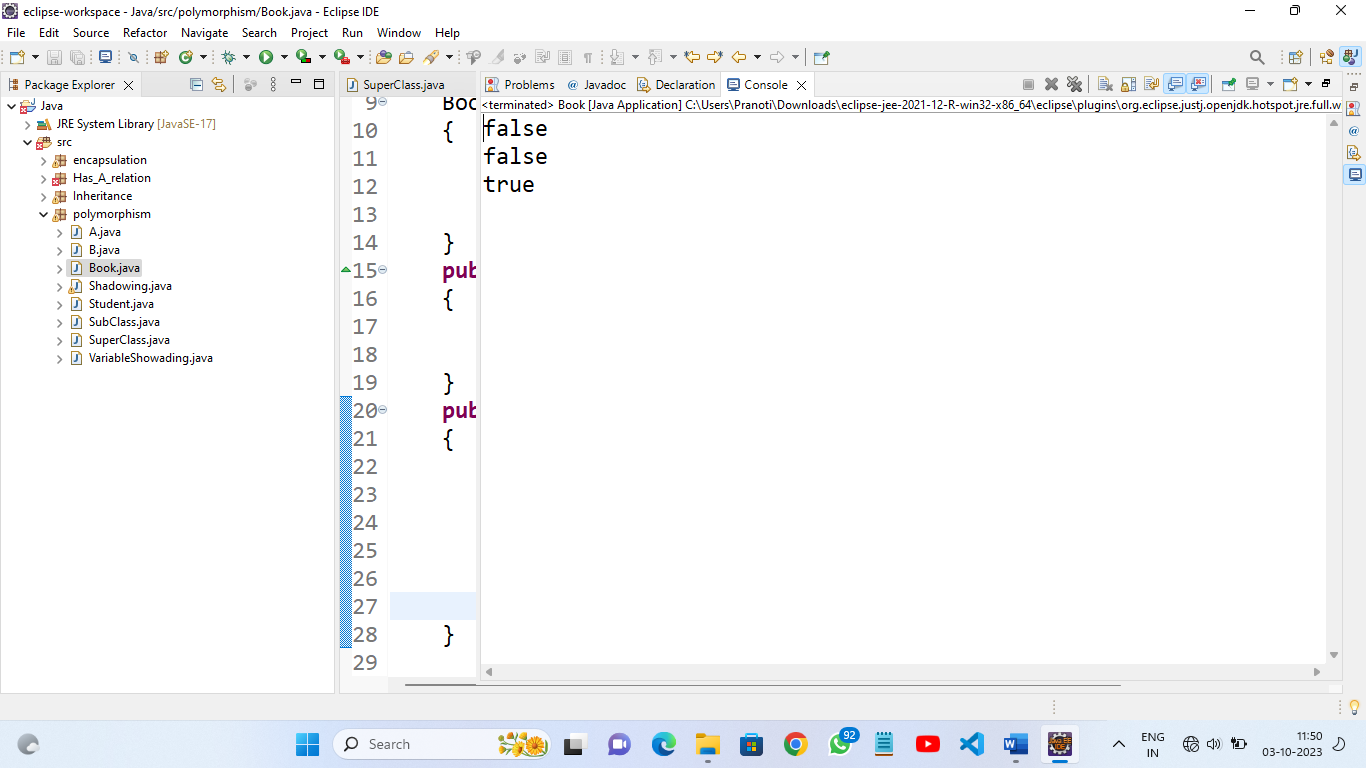 eclipse-workspace - Java/src/polymorphism/Book.java - Eclipse IDE
File Edit Source Refactor Navigate Search Project Run Window Help
Package Explorer
Java
JRE System Library [JavaSE-17]
src
encapsulation
Has_A_relation
Inheritance
polymorphism
A.java
B.java
Book.java
Shadowing.java
Student.java
SubClass.java
SuperClass.java
VariableShowading.java
SuperClass.java
9 Boo
10 {
11
12
13
14 }
15 pub
16 {
17
18
19 }
20 pub
21 {
22
23
24
25
26
27
28 }
29
Problems @ Javadoc Declaration Console
<terminated> Book [Java Application] C:\Users\Pranoti\Downloads\eclipse-jee-2021-12-R-win32-x86_64\eclipse\plugins\org.eclipse.justj.openjdk.hotspot.jre.full.w
false
false
true
Search
92
ENG
IN
11:50
03-10-2023